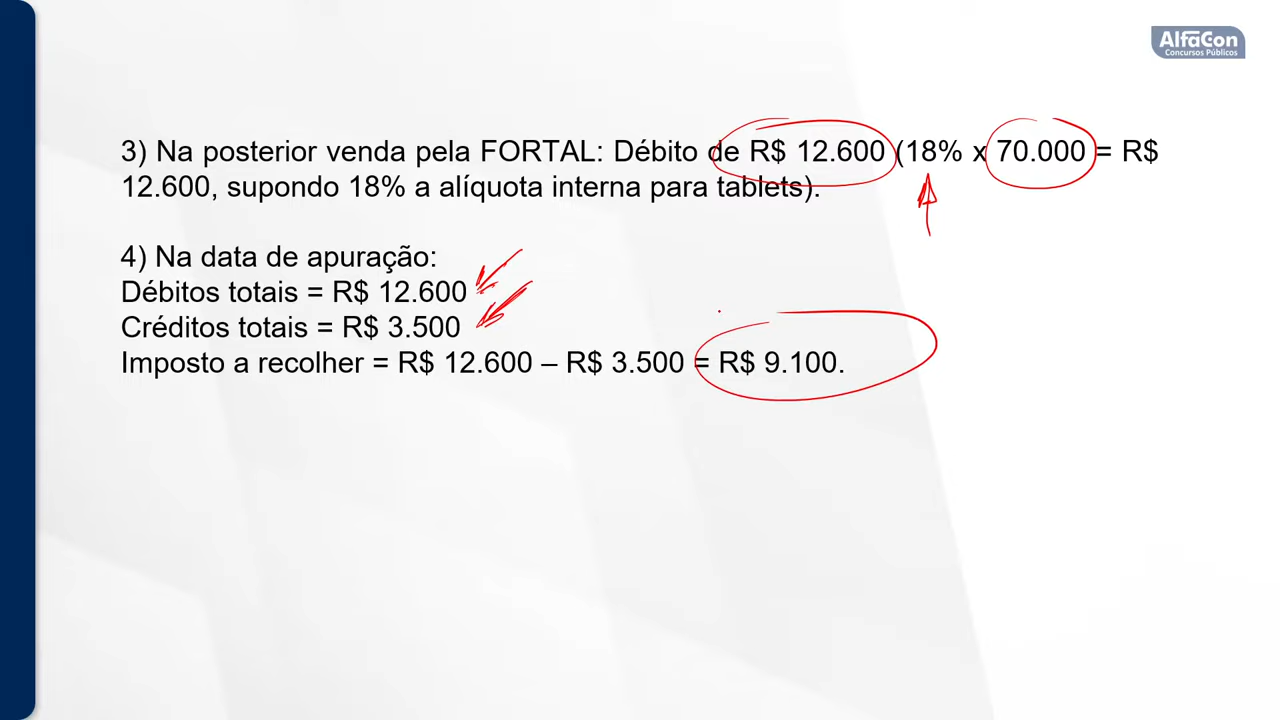 AlfaCon
Concursos Públicos
3) Na posterior venda pela FORTAL: Débito de R$ 12.600 (18% x 70.000 = R$
12.600, supondo 18% a alíquota interna para tablets).
4) Na data de apuração:
Débitos totais = R$ 12.600
Créditos totais = R$ 3.500
Imposto a recolher = R$ 12.600 – R$ 3.500 = R$ 9.100.